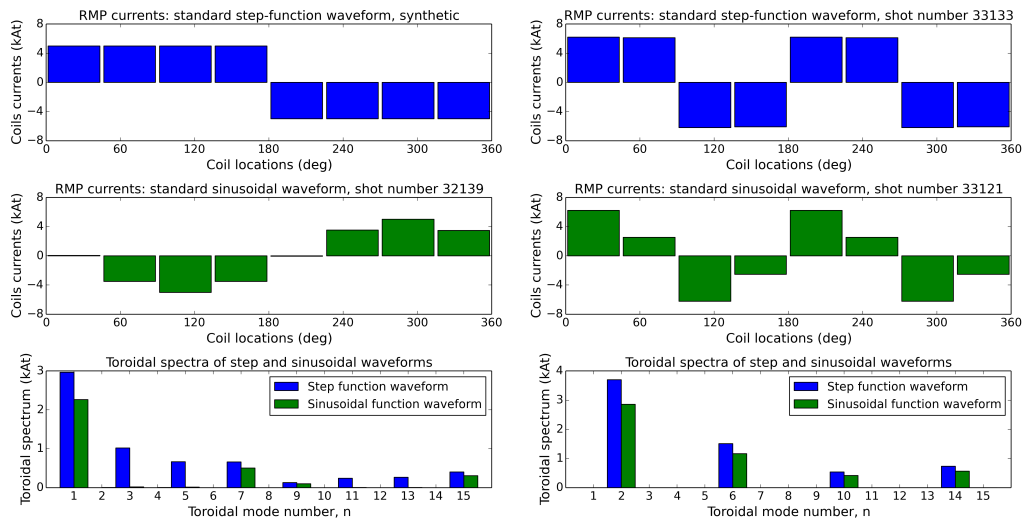 RMP currents: standard step-function waveform, synthetic
Coils currents (kAt)
8
4
0
−4
−8
0 60 120 180 240 300 360
Coil locations (deg)
RMP currents: standard step-function waveform, shot number 33133
Coils currents (kAt)
8
4
0
−4
−8
0 60 120 180 240 300 360
Coil locations (deg)
RMP currents: standard sinusoidal waveform, shot number 32139
Coils currents (kAt)
8
4
0
−4
−8
0 60 120 180 240 300 360
Coil locations (deg)
RMP currents: standard sinusoidal waveform, shot number 33121
Coils currents (kAt)
8
4
0
−4
−8
0 60 120 180 240 300 360
Coil locations (deg)
Toroidal spectra of step and sinusoidal waveforms
Toroidal spectrum (kAt)
3
2
1
0
Step function waveform
Sinusoidal function waveform
1 2 3 4 5 6 7 8 9 10 11 12 13 14 15
Toroidal mode number, n
Toroidal spectra of step and sinusoidal waveforms
Toroidal spectrum (kAt)
4
3
2
1
0
Step function waveform
Sinusoidal function waveform
1 2 3 4 5 6 7 8 9 10 11 12 13 14 15
Toroidal mode number, n